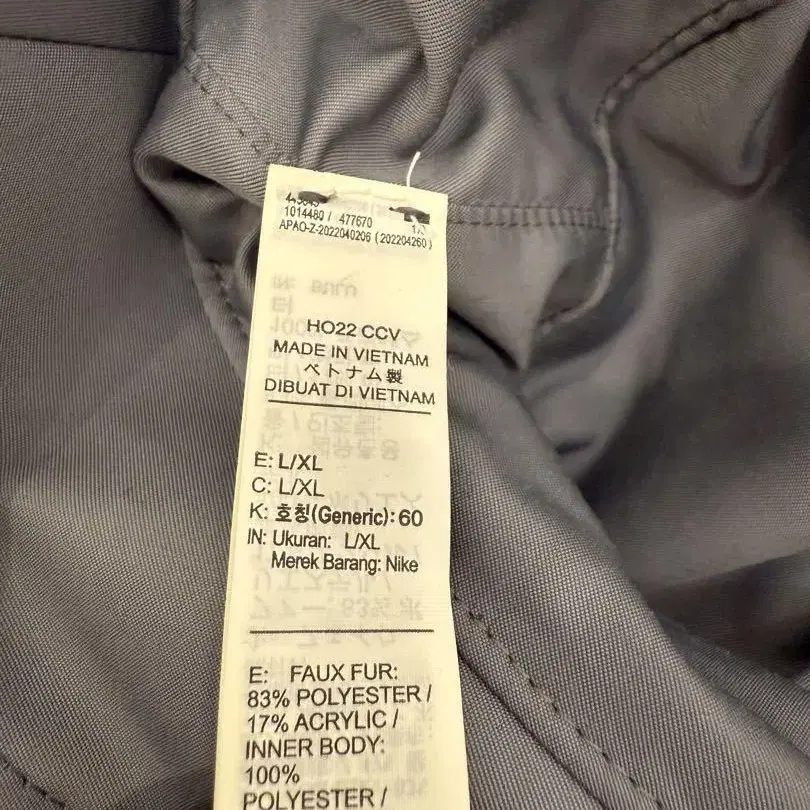 1014480 / 477670
APAO-Z-2022040206 (202204260)
HO22 CCV
MADE IN VIETNAM
ベトナム製
DIBUAT DI VIETNAM
E: L/XL
C: L/XL
K: 호칭(Generic): 60
IN: Ukuran: L/XL
Merek Barang: Nike
E: FAUX FUR:
83% POLYESTER /
17% ACRYLIC /
INNER BODY:
100%
POLYESTER /